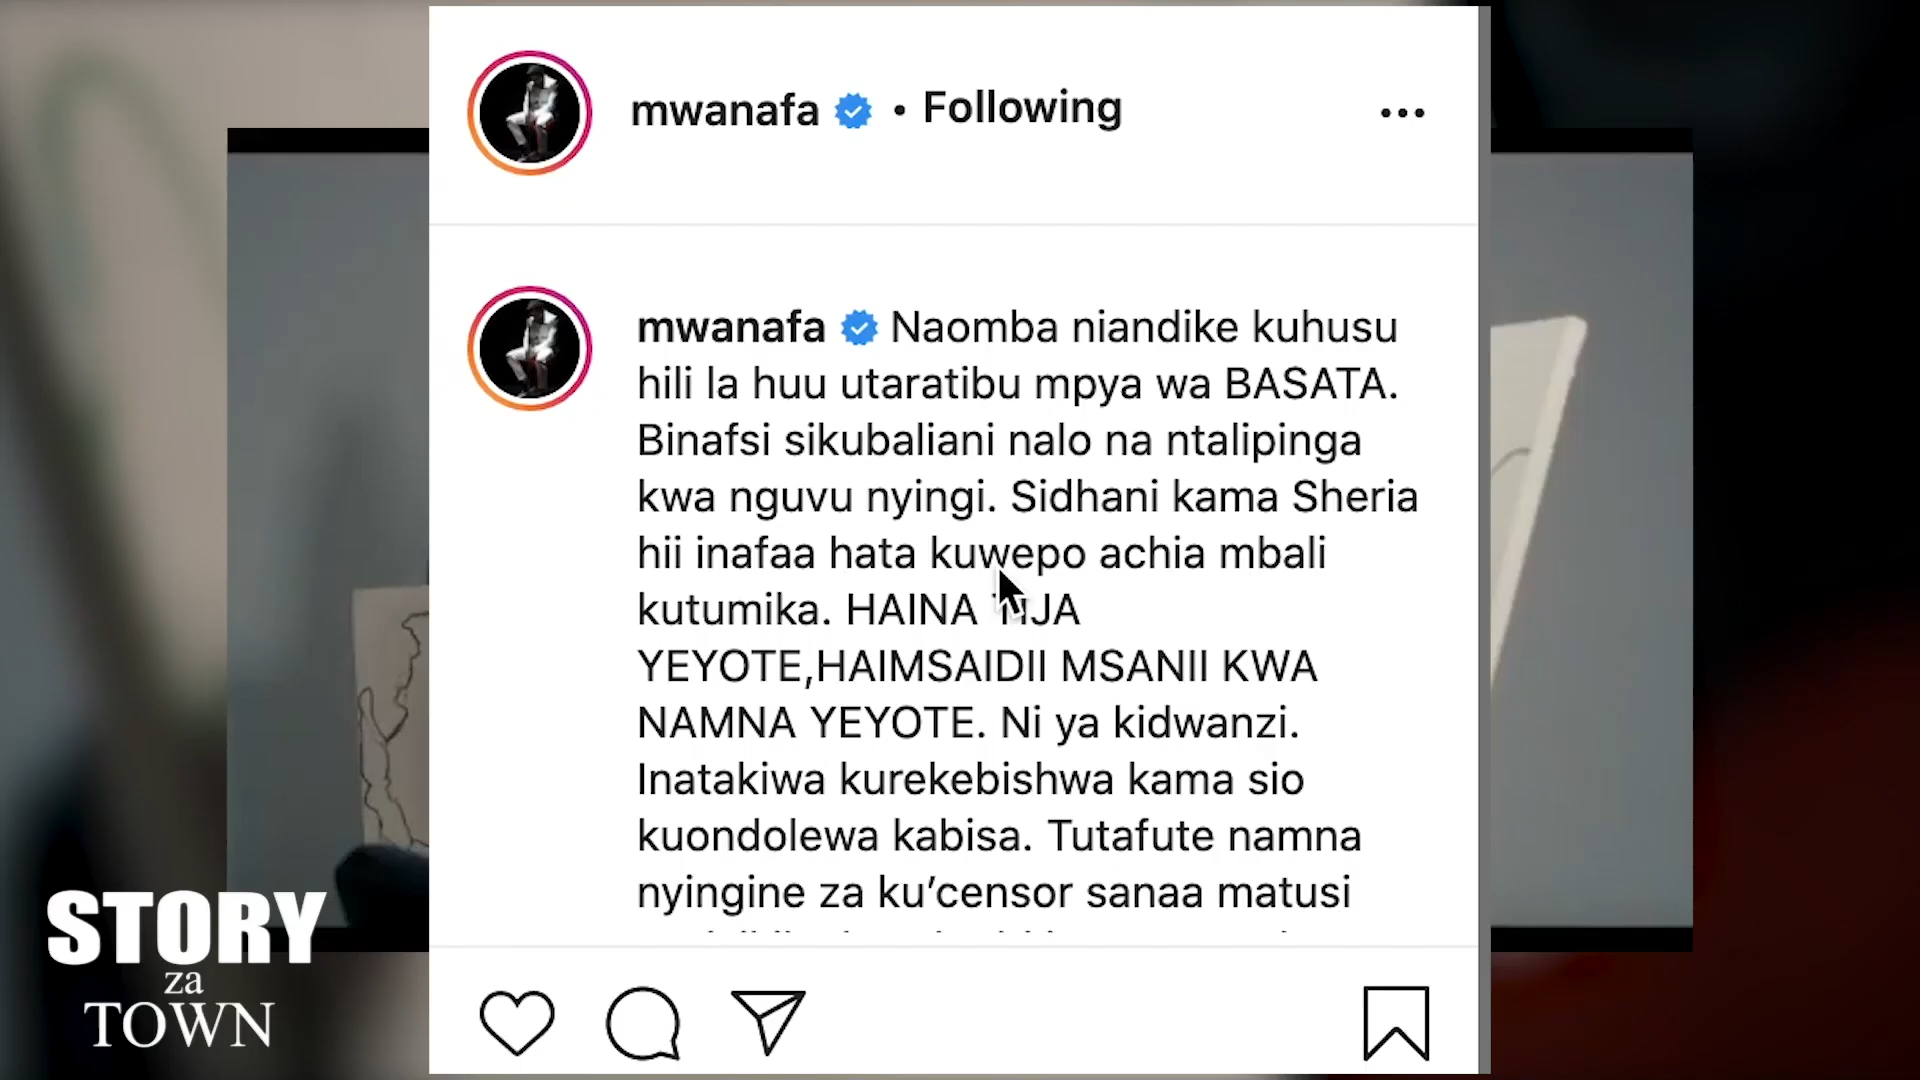 mwanafa • Following
mwanafa Naomba niandike kuhusu
hili la huu utaratibu mpya wa BASATA.
Binafsi sikubaliani nalo na ntalipinga
kwa nguvu nyingi. Sidhani kama Sheria
hii inafaa hata kuwepo achia mbali
kutumika. HAINA TIJA
YEYOTE,HAIMSAIDII MSANII KWA
NAMNA YEYOTE. Ni ya kidwanzi.
Inatakiwa kurekebishwa kama sio
kuondolewa kabisa. Tutafute namna
nyingine za ku’censor sanaa matusi
STORY
za
TOWN